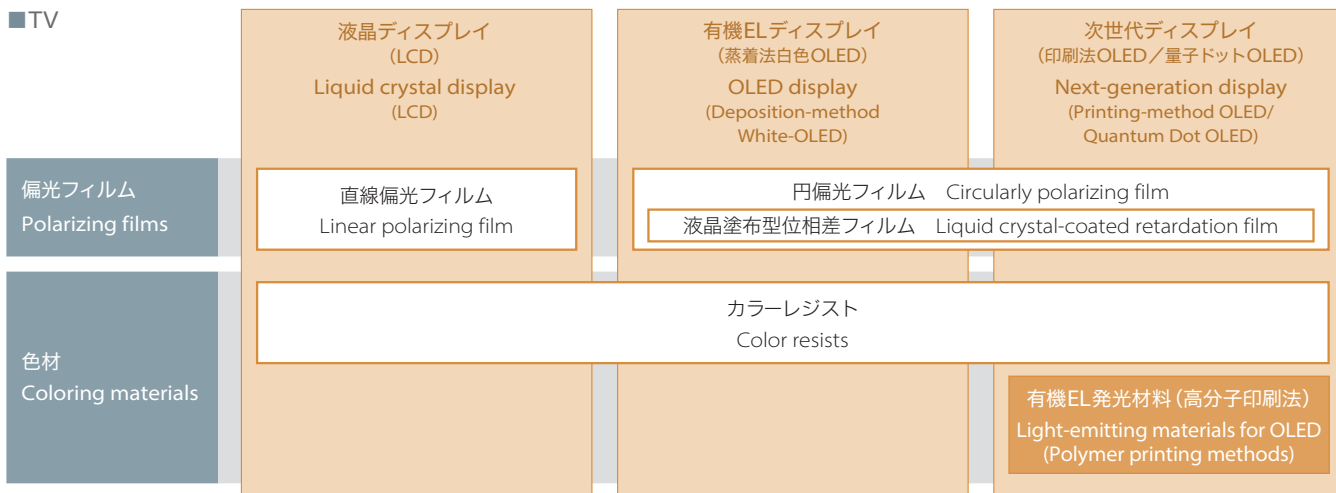 ■TV
液晶ディスプレイ
(LCD)
Liquid crystal display
(LCD)
有機ELディスプレイ
(蒸着法白色OLED)
OLED display
(Deposition-method
White-OLED)
次世代ディスプレイ
(印刷法OLED／量子ドットOLED)
Next-generation display
(Printing-method OLED/
Quantum Dot OLED)
偏光フィルム
Polarizing films
直線偏光フィルム
Linear polarizing film
円偏光フィルム Circularly polarizing film
液晶塗布型位相差フィルム Liquid crystal-coated retardation film
色材
Coloring materials
カラーレジスト
Color resists
有機EL発光材料（高分子印刷法）
Light-emitting materials for OLED
(Polymer printing methods)